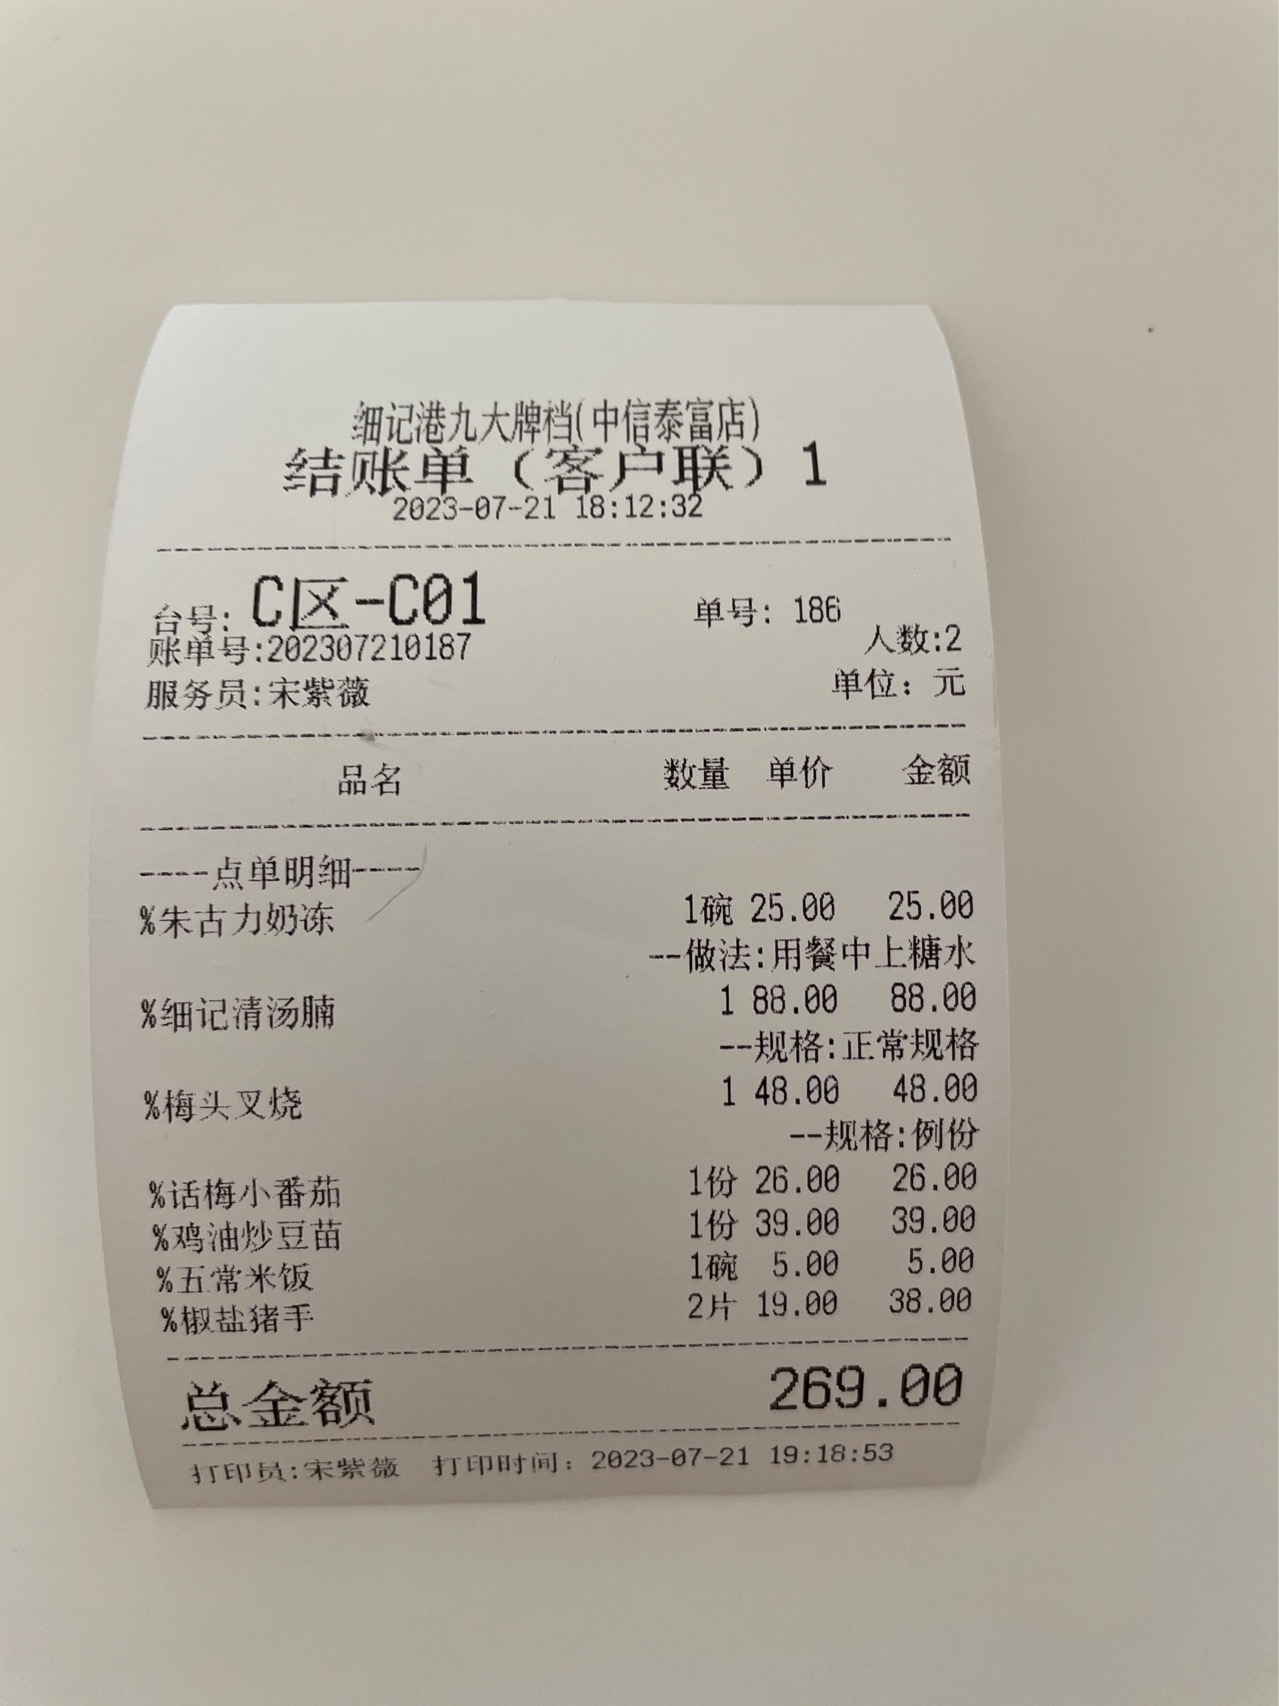 细记港九大牌档(中信泰富店)
结账单（客户联）1
2023-07-21 18:12:32
台号: C区-C01 单号: 186
账单号:202307210187 人数:2
服务员:宋紫薇 单位: 元
品名 数量 单价 金额
----点单明细----
%朱古力奶冻 1碗 25.00 25.00
--做法:用餐中上糖水
%细记清汤腩 1 88.00 88.00
--规格:正常规格
%梅头叉烧 1 48.00 48.00
--规格:例份
%话梅小番茄 1份 26.00 26.00
%鸡油炒豆苗 1份 39.00 39.00
%五常米饭 1碗 5.00 5.00
%椒盐猪手 2片 19.00 38.00
总金额 269.00
打印员:宋紫薇 打印时间: 2023-07-21 19:18:53